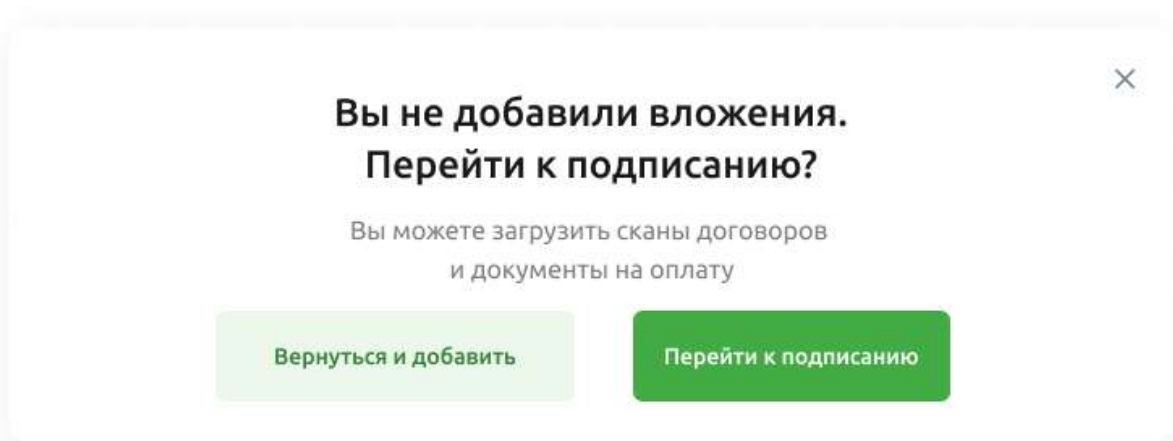 Вы не добавили вложения.
Перейти к подписанию?
Вы можете загрузить сканы договоров
и документы на оплату
Вернуться и добавить
Перейти к подписанию